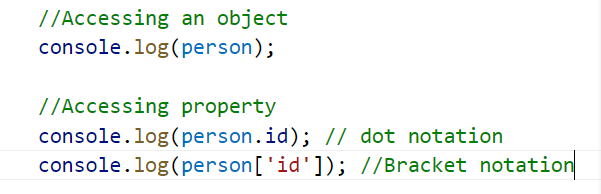 //Accessing an object
console.log(person);
//Accessing property
console.log(person.id); // dot notation
console.log(person['id']); //Bracket notation